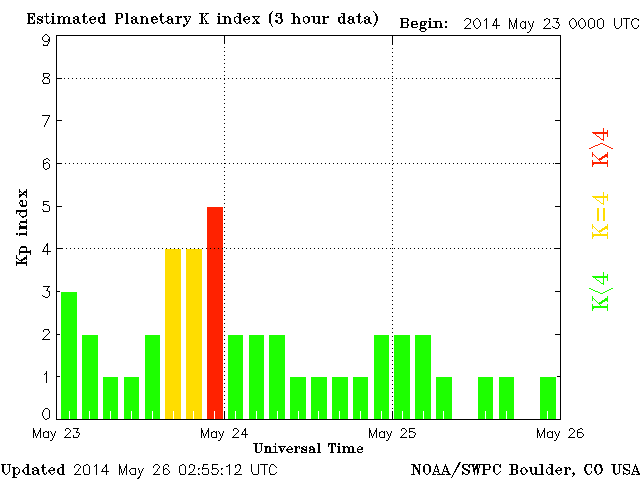 Estimated Planetary K index (3 hour data) Begin: 2014 May 23 0000 UTC
9
8
7
6
5
4
3
2
1
0
Kp index
K>4
K=4
K<4
May 23 May 24 May 25 May 26
Universal Time
Updated 2014 May 26 02:55:12 UTC NOAA/SWPC Boulder, CO USA